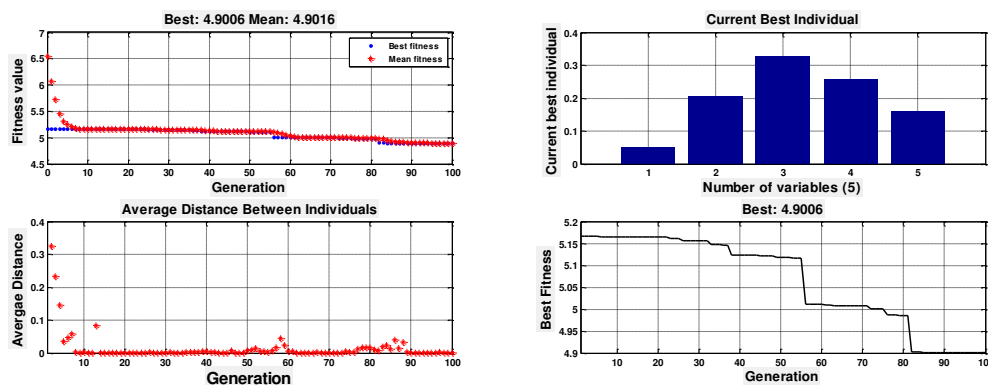 Best: 4.9006 Mean: 4.9016
Fitness value
7
6.5
6
5.5
5
4.5
Best fitness
Mean fitness
0 10 20 30 40 50 60 70 80 90 100
Generation
Current Best Individual
Current best individual
0.4
0.3
0.2
0.1
0
1 2 3 4 5
Number of variables (5)
Average Distance Between Individuals
Avergae Distance
0.4
0.3
0.2
0.1
0
0 10 20 30 40 50 60 70 80 90 100
Generation
Best: 4.9006
Best Fitness
5.2
5.15
5.1
5.05
5
4.95
4.9
10 20 30 40 50 60 70 80 90 100
Generation